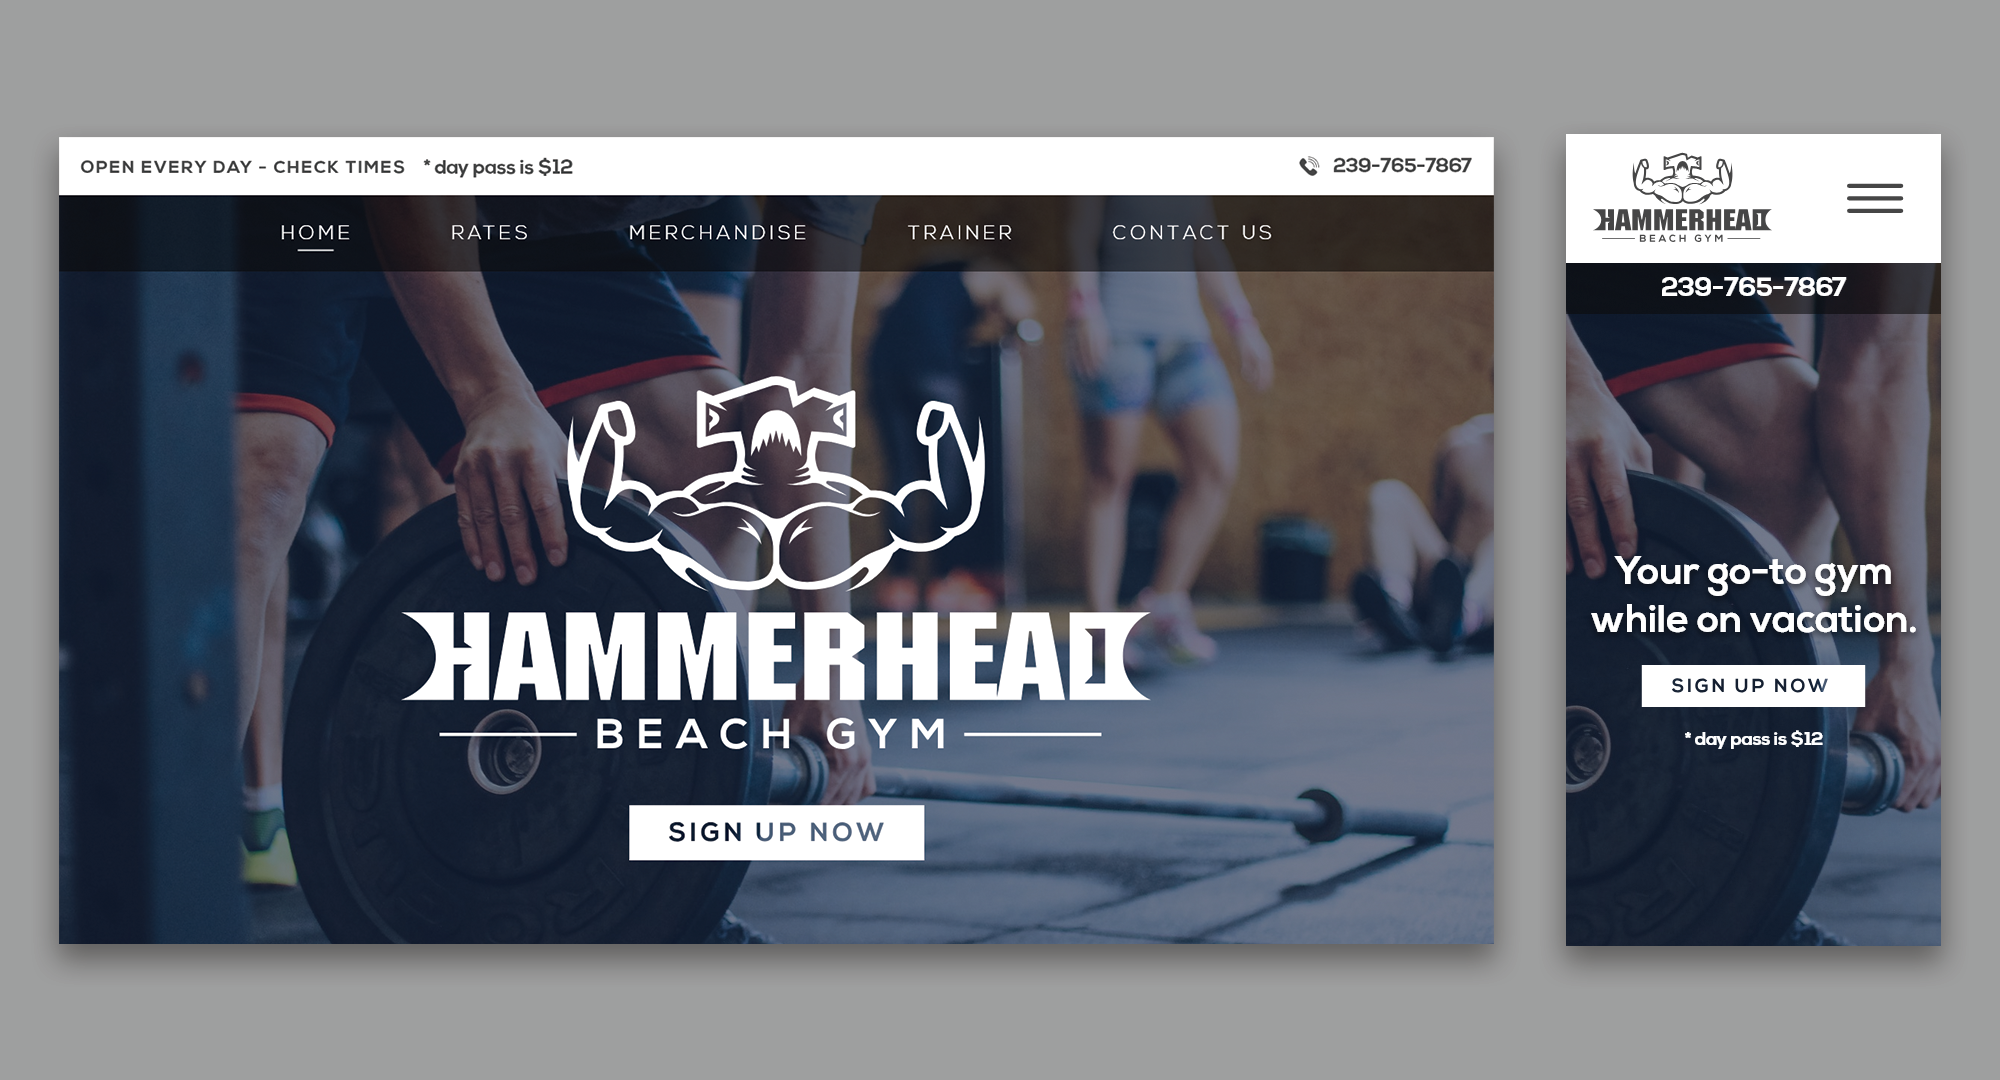 OPEN EVERY DAY - CHECK TIMES * day pass is $12 239-765-7867
HOME RATES MERCHANDISE TRAINER CONTACT US
HAMMERHEAD
BEACH GYM
SIGN UP NOW
HAMMERHEAD
BEACH GYM
239-765-7867
Your go-to gym
while on vacation.
SIGN UP NOW
* day pass is $12